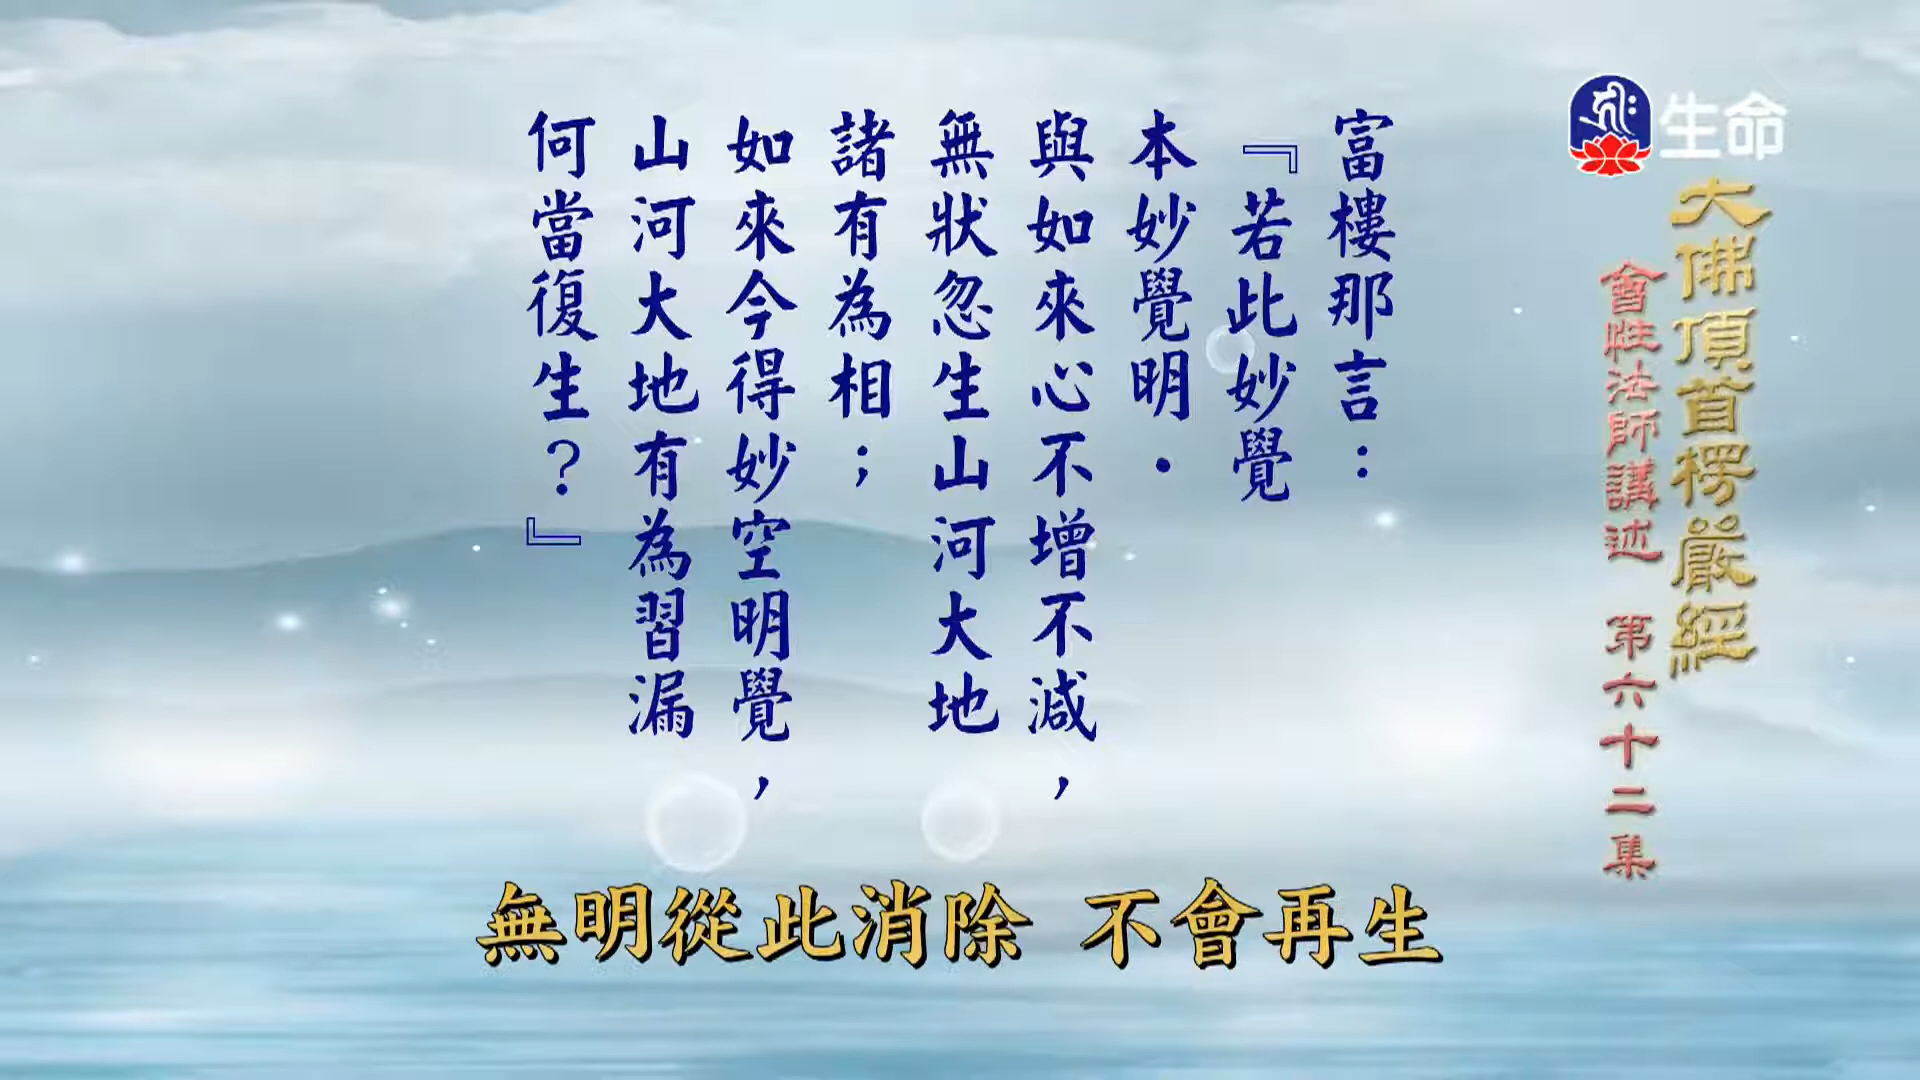 生命
大佛頂首楞嚴經
會性法師講述 第六十二集
富樓那言：
『若此妙覺
本妙覺明．
與如來心不增不減，
無狀忽生山河大地
諸有為相；
如來今得妙空明覺，
山河大地有為習漏
何當復生？』
無明從此消除 不會再生